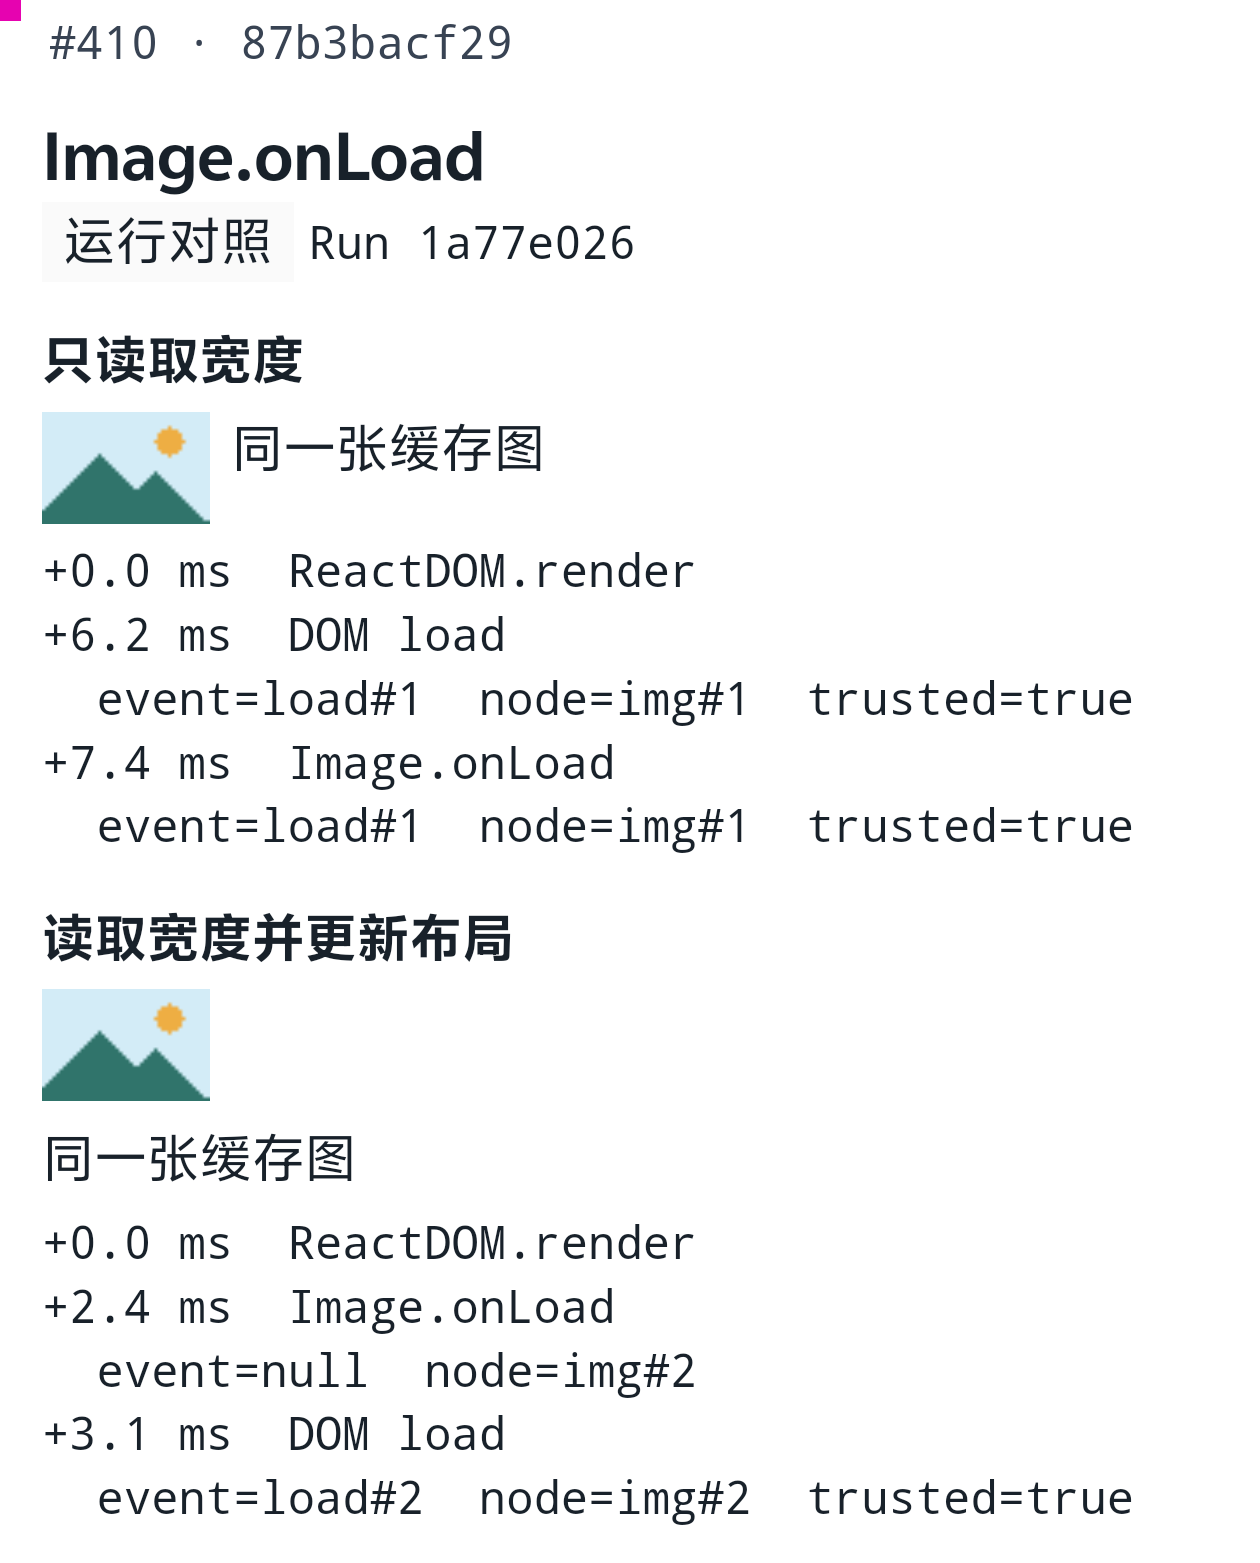 #410 · 87b3bacf29
Image.onLoad
运行对照 Run 1a77e026
只读取宽度
同一张缓存图
+0.0 ms  ReactDOM.render
+6.2 ms  DOM load
  event=load#1  node=img#1  trusted=true
+7.4 ms  Image.onLoad
  event=load#1  node=img#1  trusted=true
读取宽度并更新布局
同一张缓存图
+0.0 ms  ReactDOM.render
+2.4 ms  Image.onLoad
  event=null  node=img#2
+3.1 ms  DOM load
  event=load#2  node=img#2  trusted=true